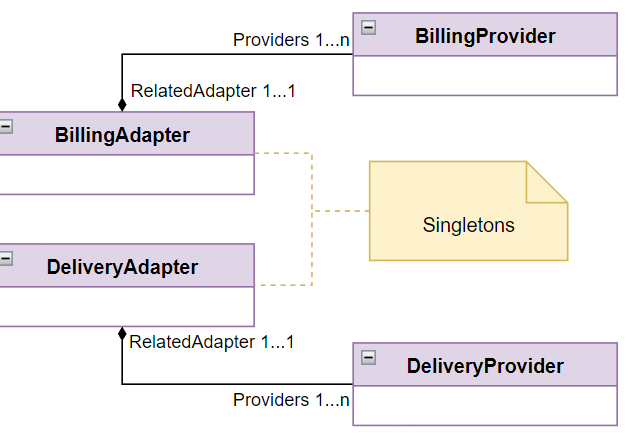 Providers 1...n
BillingProvider
RelatedAdapter 1...1
BillingAdapter
Singletons
DeliveryAdapter
RelatedAdapter 1...1
DeliveryProvider
Providers 1...n